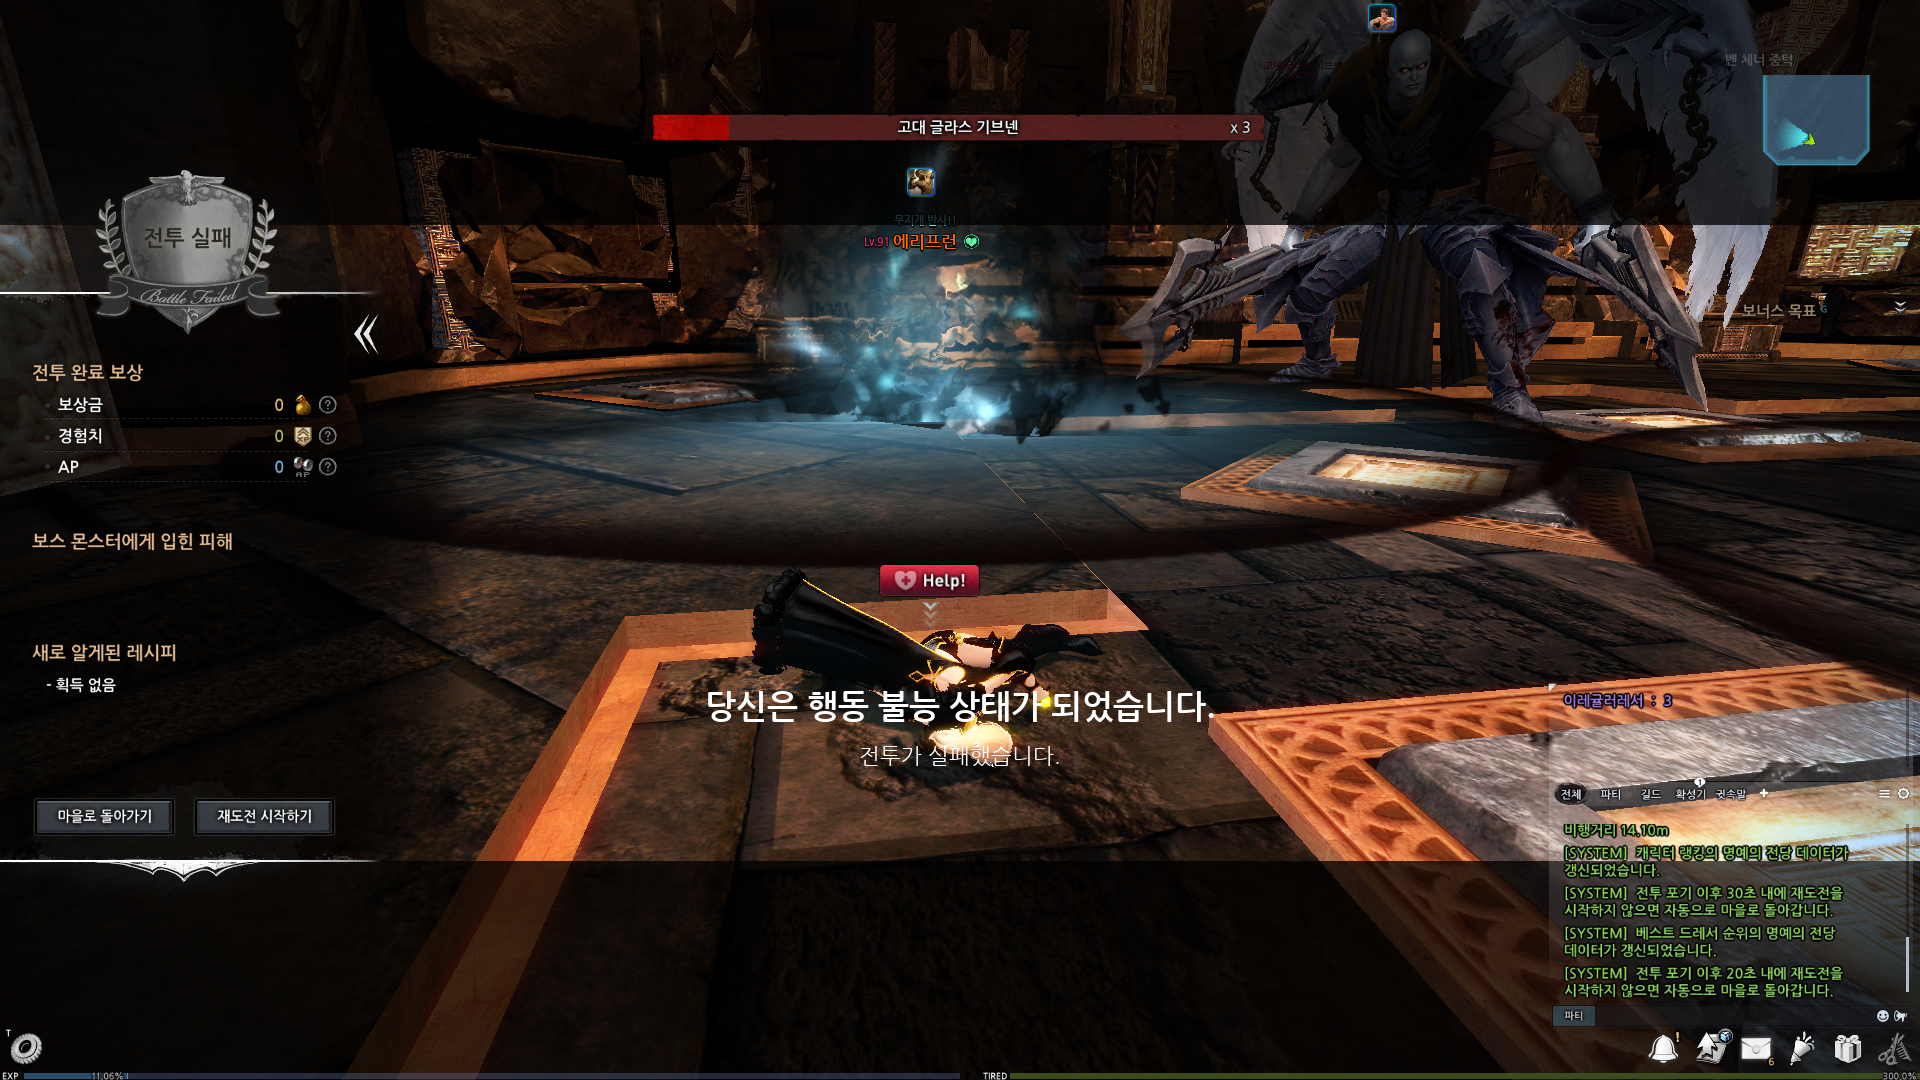 벤 체너 중턱
고대 글라스 기브넨
x 3
무지개 반사!!
Lv.91 에리프런
전투 실패
Battle Failed
보너스 목표
전투 완료 보상
보상금 0
경험치 0
XP
AP 0
AP
보스 몬스터에게 입힌 피해
Help!
새로 알게된 레시피
- 획득 없음
당신은 행동 불능 상태가 되었습니다.
전투가 실패했습니다.
마을로 돌아가기
재도전 시작하기
이레귤러레서 : 3
1
전체 파티 길드 확성기 귓속말 +
비행거리 14.10m
[SYSTEM] 캐릭터 랭킹의 명예의 전당 데이터가
갱신되었습니다.
[SYSTEM] 전투 포기 이후 30초 내에 재도전을
시작하지 않으면 자동으로 마을로 돌아갑니다.
[SYSTEM] 베스트 드레서 순위의 명예의 전당
데이터가 갱신되었습니다.
[SYSTEM] 전투 포기 이후 20초 내에 재도전을
시작하지 않으면 자동으로 마을로 돌아갑니다.
파티
T
6
EXP 11.06%
TIRED 300.0%